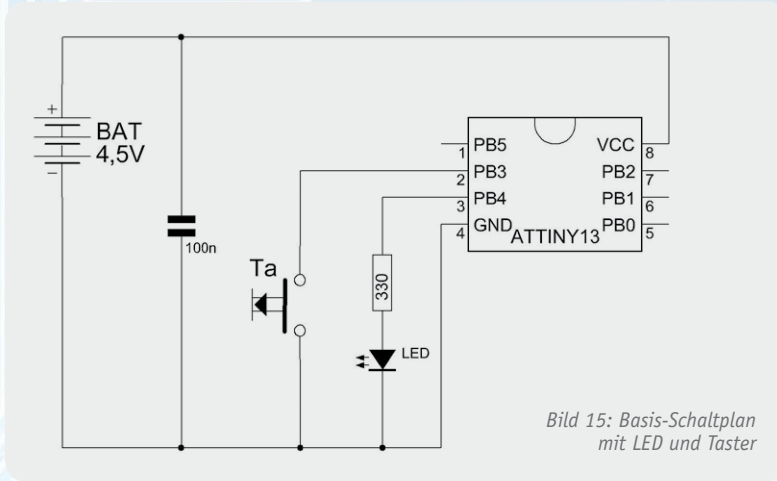 +
BAT
4,5V
−
100n
Ta
330
LED
PB5
1
PB3
2
PB4
3
GND
4
VCC
8
PB2
7
PB1
6
PB0
5
ATTINY13
Bild 15: Basis-Schaltplan
mit LED und Taster